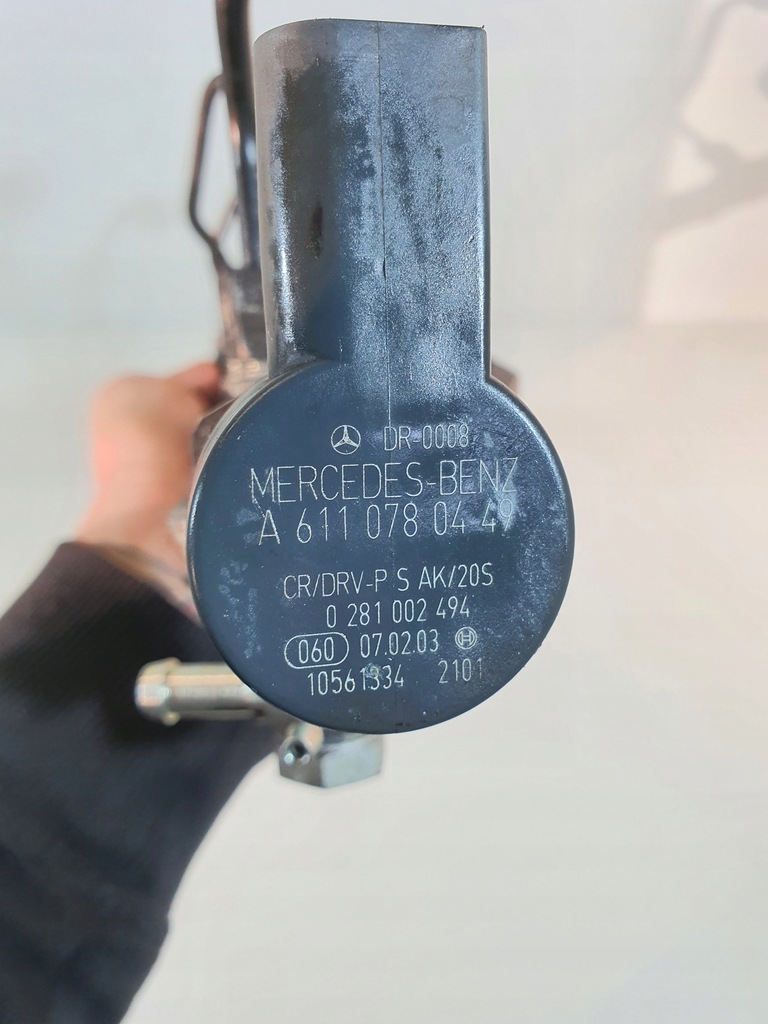 DR-0008
MERCEDES-BENZ
A 611 078 04 49
CR/DRV-P S AK/20S
0 281 002 494
060 07.02.03 H
10561334 2101